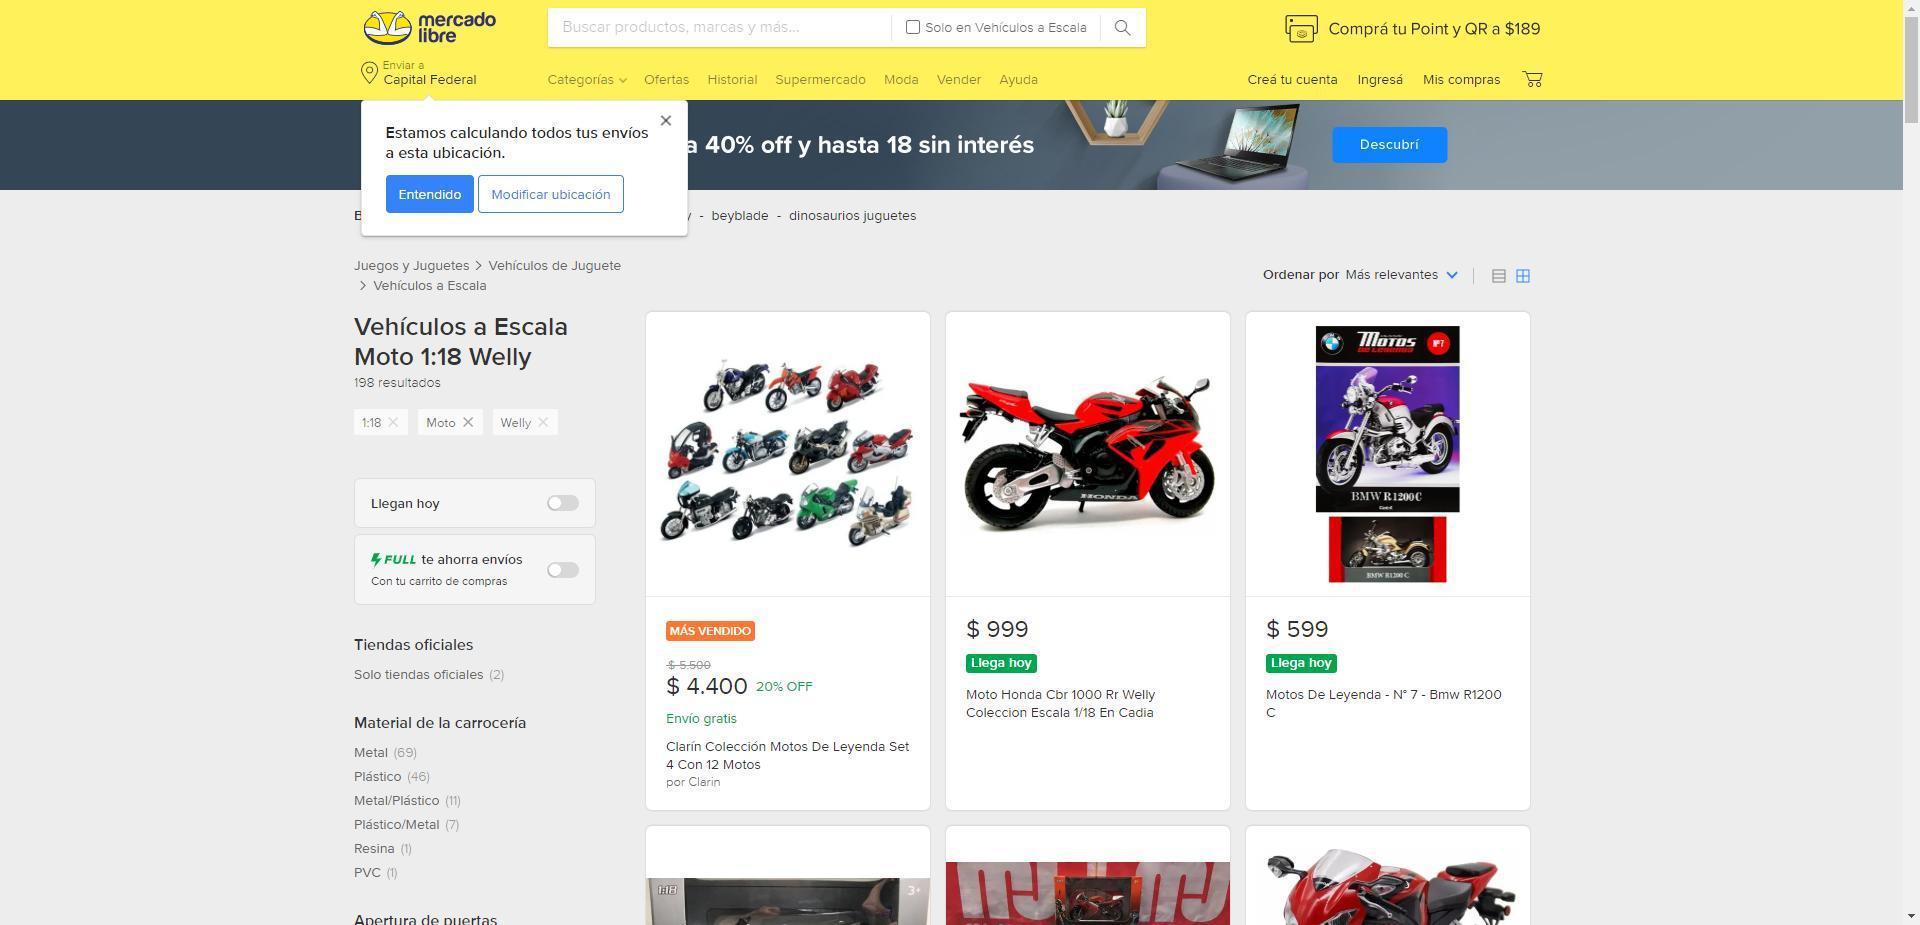 mercado
libre
Buscar productos, marcas y más...
Solo en Vehículos a Escala
Comprá tu Point y QR a $189
Enviar a
Capital Federal
Categorías
Ofertas
Historial
Supermercado
Moda
Vender
Ayuda
Creá tu cuenta
Ingresá
Mis compras
Estamos calculando todos tus envíos
a esta ubicación.
Entendido
Modificar ubicación
a 40% off y hasta 18 sin interés
Descubrí
B
y - beyblade - dinosaurios juguetes
Juegos y Juguetes > Vehículos de Juguete
> Vehículos a Escala
Ordenar por Más relevantes
Vehículos a Escala
Moto 1:18 Welly
198 resultados
1:18
Moto
Welly
Llegan hoy
FULL te ahorra envíos
Con tu carrito de compras
Tiendas oficiales
Solo tiendas oficiales (2)
Material de la carrocería
Metal (69)
Plástico (46)
Metal/Plástico (11)
Plástico/Metal (7)
Resina (1)
PVC (1)
Apertura de puertas
MÁS VENDIDO
$ 5.500
$ 4.400 20% OFF
Envío gratis
Clarín Colección Motos De Leyenda Set
4 Con 12 Motos
por Clarin
HONDA
$ 999
Llega hoy
Moto Honda Cbr 1000 Rr Welly
Coleccion Escala 1/18 En Cadia
Motos
DE LEYENDA
Nº7
BMW R1200C
BMW R1200 C
$ 599
Llega hoy
Motos De Leyenda - N° 7 - Bmw R1200
C
1:18
3+